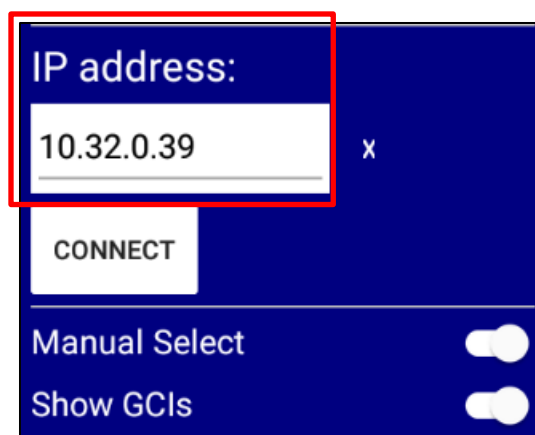 IP address:
10.32.0.39 x
CONNECT
Manual Select
Show GCIs